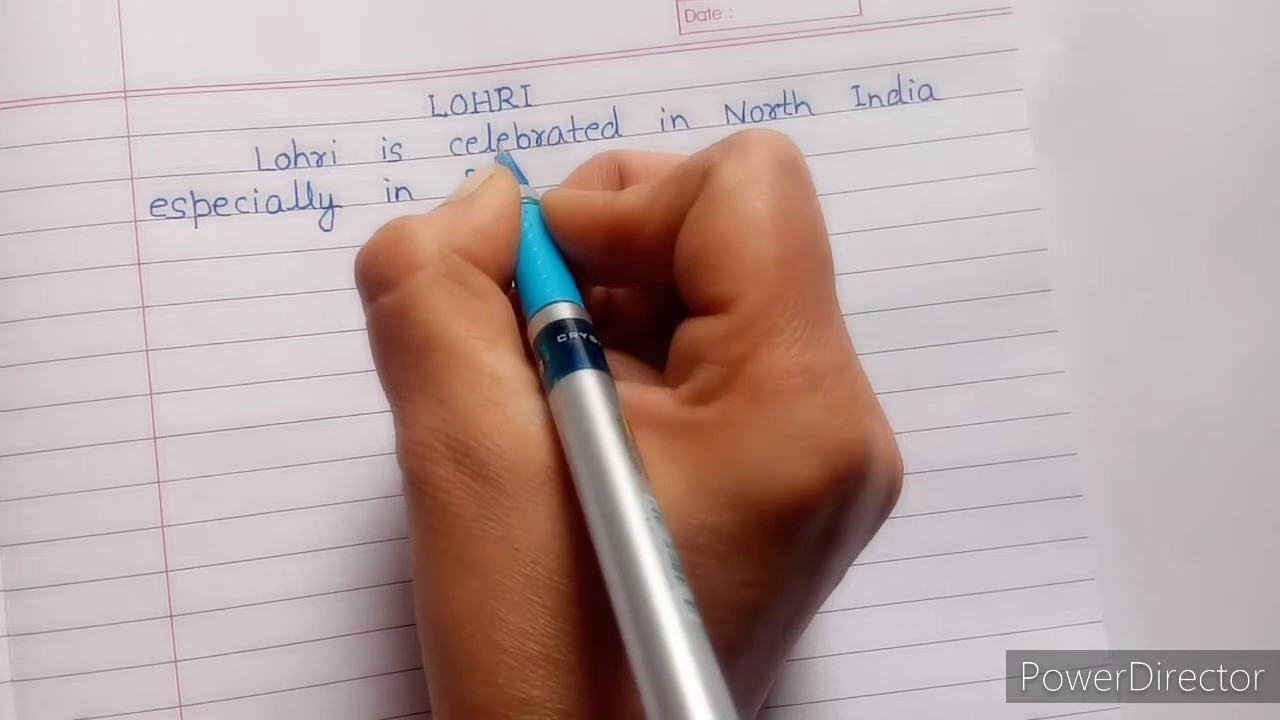 Date :
LOHRI
Lohri is celebrated in North India
especially in
PowerDirector